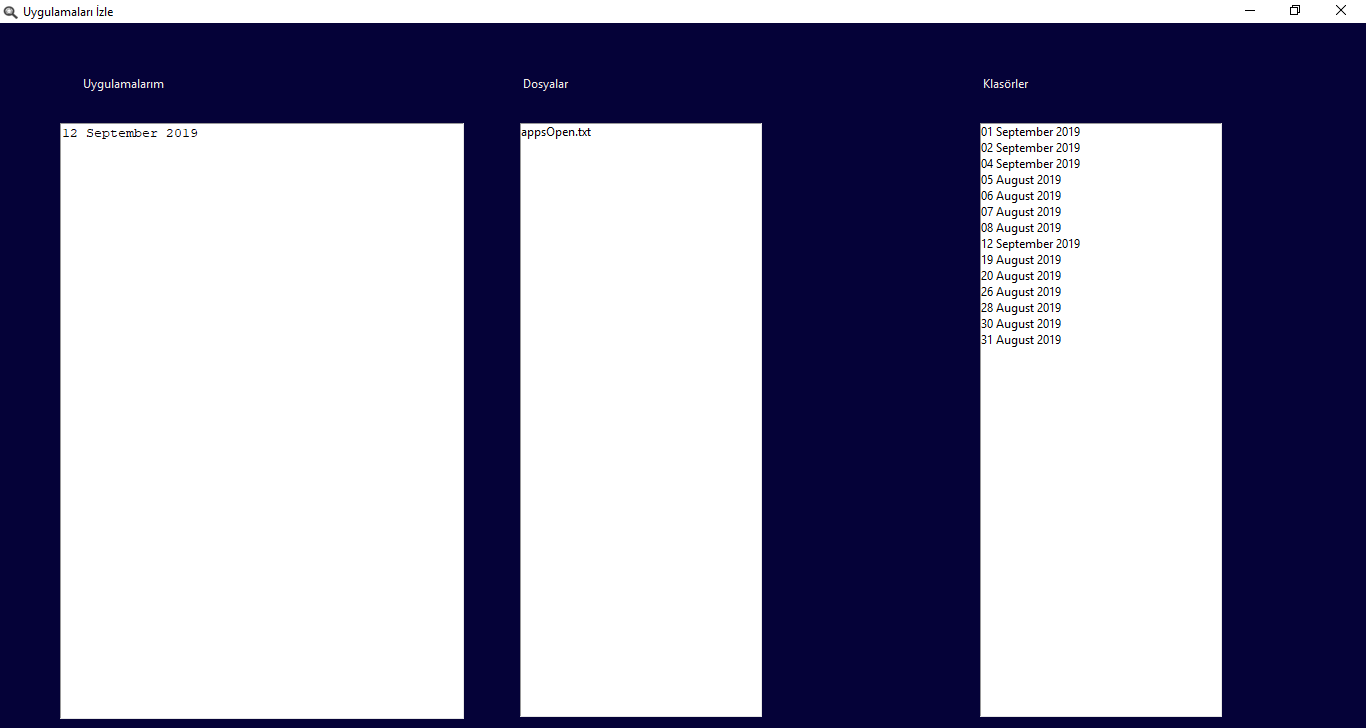 Uygulamaları İzle
Uygulamalarım
Dosyalar
Klasörler
12 September 2019
appsOpen.txt
01 September 2019
02 September 2019
04 September 2019
05 August 2019
06 August 2019
07 August 2019
08 August 2019
12 September 2019
19 August 2019
20 August 2019
26 August 2019
28 August 2019
30 August 2019
31 August 2019